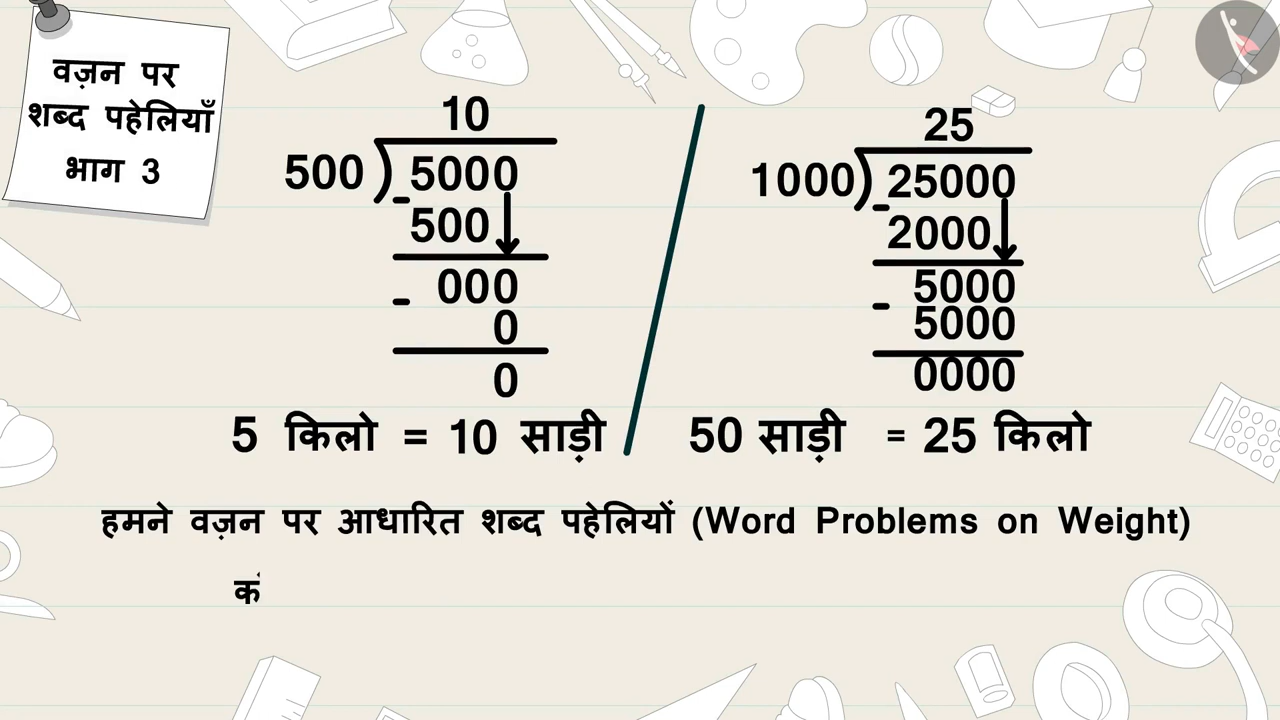 वज़न पर
शब्द पहेलियाँ
भाग 3
10
500 ) 5000
- 500
000
- 0
0
5 किलो = 10 साड़ी
25
1000 ) 25000
- 2000
5000
- 5000
0000
50 साड़ी = 25 किलो
हमने वज़न पर आधारित शब्द पहेलियों (Word Problems on Weight)